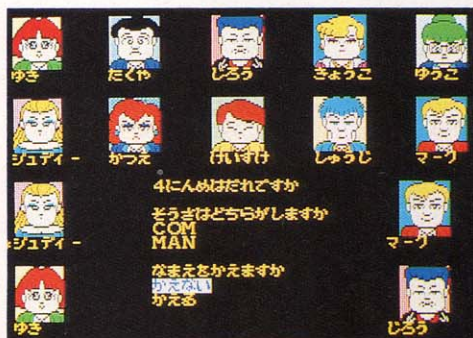 ゆき たくや じろう きょうこ ゆうこ
ジュディー かつえ けいすけ しゅうじ マーク
4にんめはだれですか
そうさはどちらがしますか
COM
MAN
ジュディー マーク
なまえをかえますか
かえない
かえる
ゆき じろう